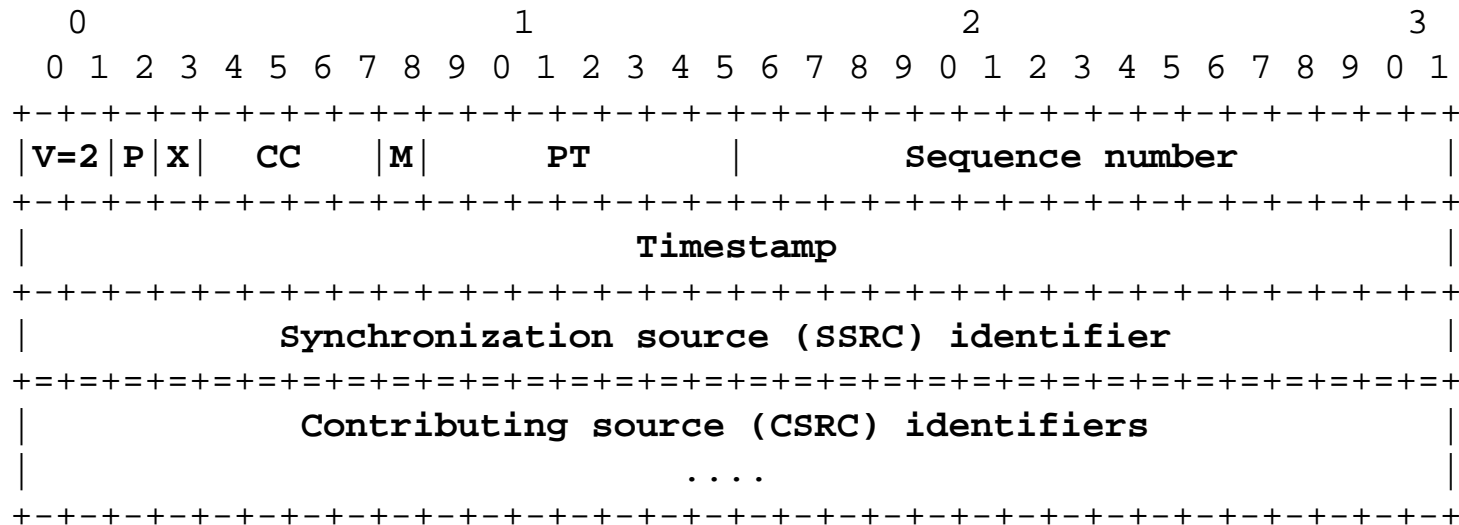 0                   1                   2                   3
    0 1 2 3 4 5 6 7 8 9 0 1 2 3 4 5 6 7 8 9 0 1 2 3 4 5 6 7 8 9 0 1
+-+-+-+-+-+-+-+-+-+-+-+-+-+-+-+-+-+-+-+-+-+-+-+-+-+-+-+-+-+-+-+-+
|V=2|P|X|  CC   |M|     PT      |       Sequence number         |
+-+-+-+-+-+-+-+-+-+-+-+-+-+-+-+-+-+-+-+-+-+-+-+-+-+-+-+-+-+-+-+-+
|                           Timestamp                           |
+-+-+-+-+-+-+-+-+-+-+-+-+-+-+-+-+-+-+-+-+-+-+-+-+-+-+-+-+-+-+-+-+
|           Synchronization source (SSRC) identifier            |
+=+=+=+=+=+=+=+=+=+=+=+=+=+=+=+=+=+=+=+=+=+=+=+=+=+=+=+=+=+=+=+=+
|            Contributing source (CSRC) identifiers             |
|                             ....                              |
+-+-+-+-+-+-+-+-+-+-+-+-+-+-+-+-+-+-+-+-+-+-+-+-+-+-+-+-+-+-+-+-+